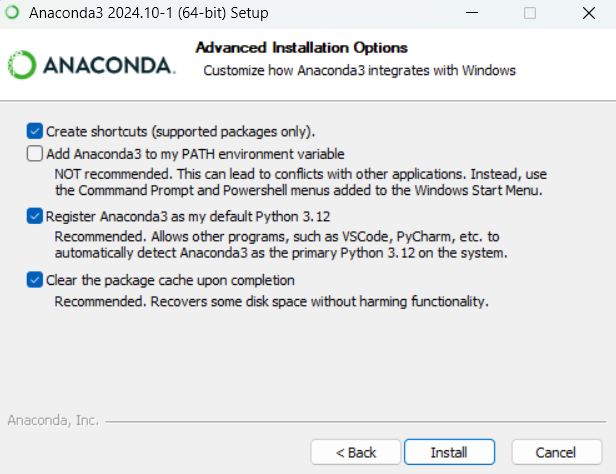 Anaconda3 2024.10-1 (64-bit) Setup
Advanced Installation Options
Customize how Anaconda3 integrates with Windows
ANACONDA.
Create shortcuts (supported packages only).
Add Anaconda3 to my PATH environment variable
NOT recommended. This can lead to conflicts with other applications. Instead, use
the Commmand Prompt and Powershell menus added to the Windows Start Menu.
Register Anaconda3 as my default Python 3.12
Recommended. Allows other programs, such as VSCode, PyCharm, etc. to
automatically detect Anaconda3 as the primary Python 3.12 on the system.
Clear the package cache upon completion
Recommended. Recovers some disk space without harming functionality.
Anaconda, Inc.
< Back
Install
Cancel